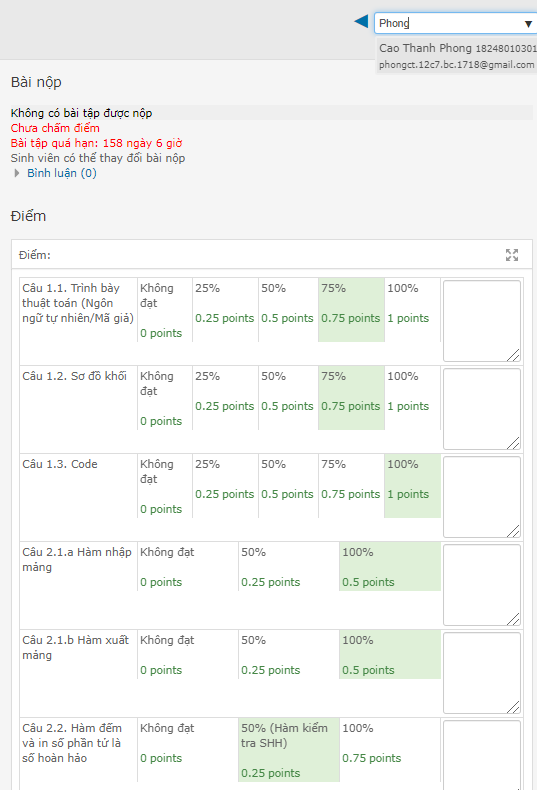 Phong
Cao Thanh Phong 18248010301
phongct.12c7.bc.1718@gmail.com
Bài nộp
Không có bài tập được nộp
Chưa chấm điểm
Bài tập quá hạn: 158 ngày 6 giờ
Sinh viên có thể thay đổi bài nộp
Bình luận (0)
Điểm
Điểm:
Câu 1.1. Trình bày
thuật toán (Ngôn
ngữ tự nhiên/Mã giả)
Không
đạt
0 points
25%
0.25 points
50%
0.5 points
75%
0.75 points
100%
1 points
Câu 1.2. Sơ đồ khối
Không
đạt
0 points
25%
0.25 points
50%
0.5 points
75%
0.75 points
100%
1 points
Câu 1.3. Code
Không
đạt
0 points
25%
0.25 points
50%
0.5 points
75%
0.75 points
100%
1 points
Câu 2.1.a Hàm nhập
mảng
Không đạt
0 points
50%
0.25 points
100%
0.5 points
Câu 2.1.b Hàm xuất
mảng
Không đạt
0 points
50%
0.25 points
100%
0.5 points
Câu 2.2. Hàm đếm
và in số phần tử là
số hoàn hảo
Không đạt
0 points
50% (Hàm kiểm
tra SHH)
0.25 points
100%
0.75 points